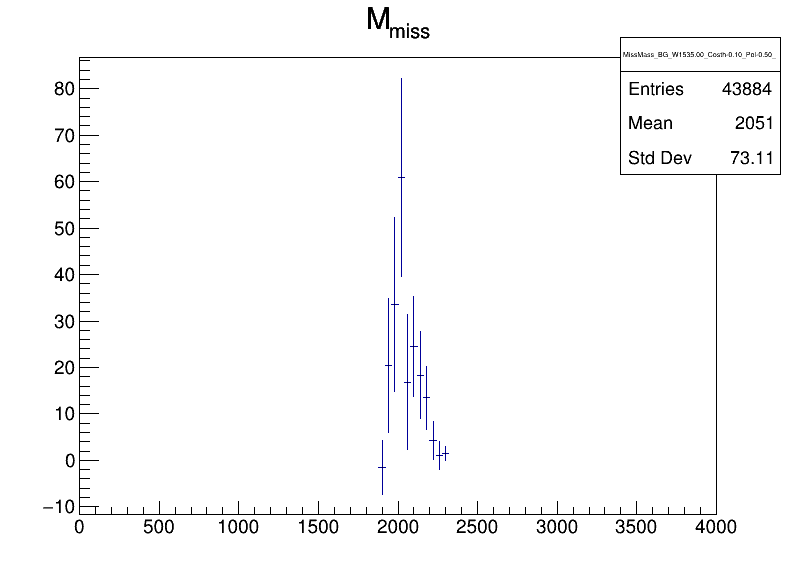 M_miss
MissMass_BG_W1535.00_Costh-0.10_Pol-0.50_
Entries 43884
Mean 2051
Std Dev 73.11
80
70
60
50
40
30
20
10
0
−10
0 500 1000 1500 2000 2500 3000 3500 4000